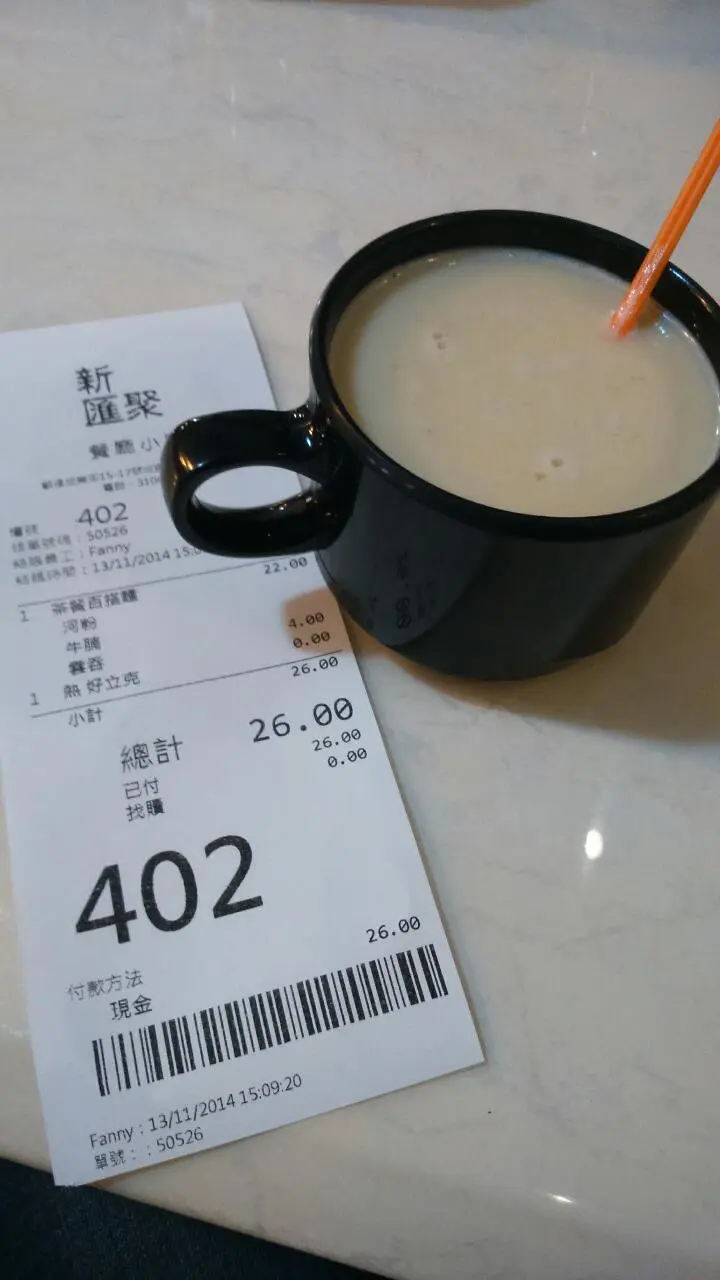 新
匯聚
餐廳小
402
: 50526
: Fanny
: 13/11/2014 15:0
1 茶餐百搭麵 22.00
河粉
牛腩 4.00
雲吞 0.00
1 熱 好立克
小計 26.00
總計 26.00
已付 26.00
找贖 0.00
402
付款方法
現金 26.00
Fanny : 13/11/2014 15:09:20
單號: : 50526